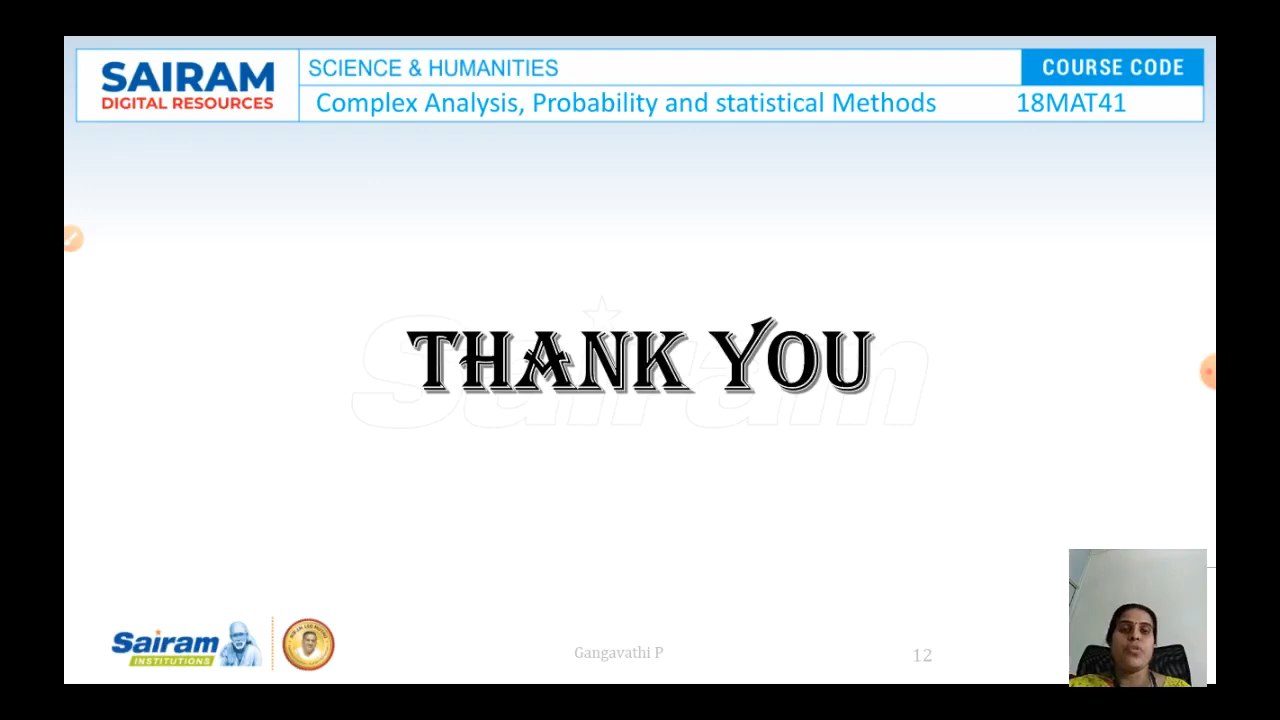 SAIRAM
DIGITAL RESOURCES
SCIENCE & HUMANITIES
COURSE CODE
Complex Analysis, Probability and statistical Methods
18MAT41
Sairam
THANK YOU
Sairam
INSTITUTIONS
Gangavathi P
12